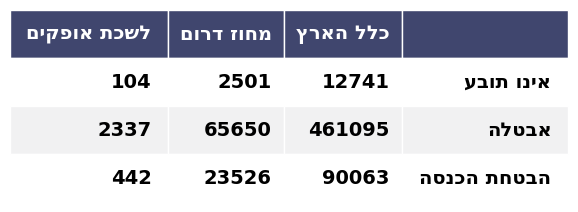 כלל הארץ מחוז דרום לשכת אופקים
אינו תובע 12741 2501 104
אבטלה 461095 65650 2337
הבטחת הכנסה 90063 23526 442